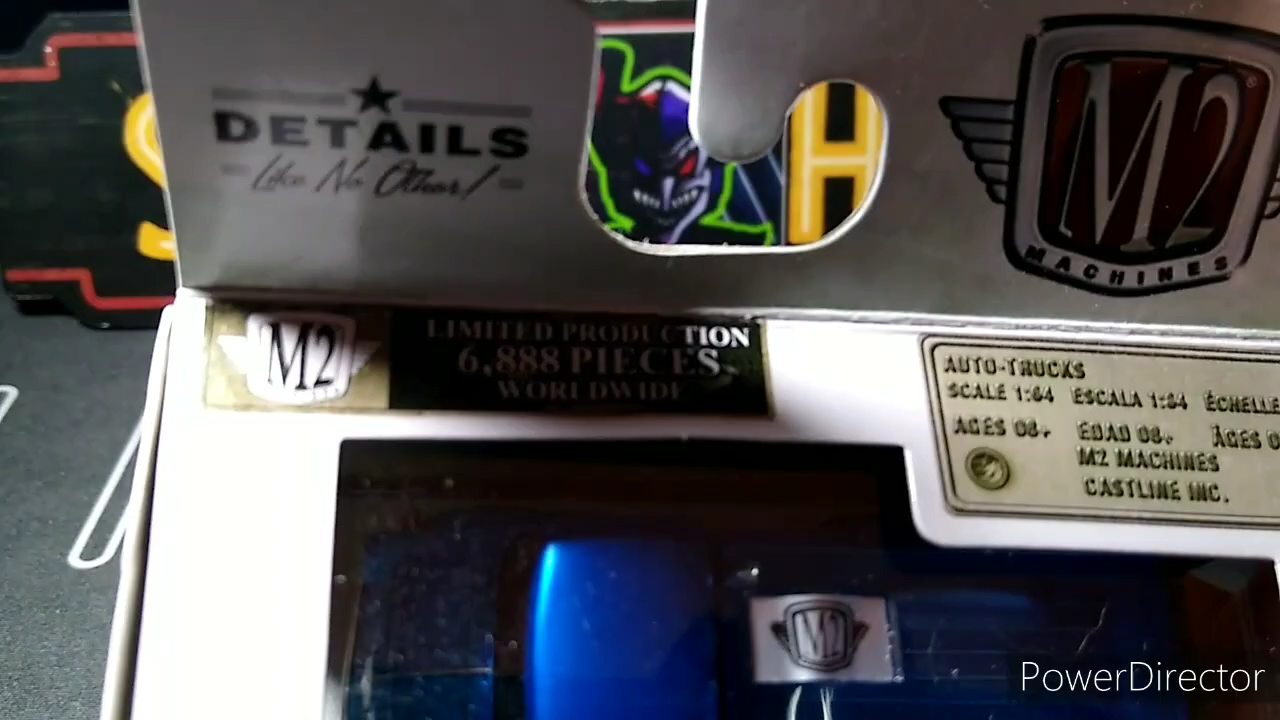 DETAILS
Like No Other!
H
M2
MACHINES
M2
LIMITED PRODUCTION
6,888 PIECES
WORLDWIDE
AUTO-TRUCKS
SCALE 1:64 ESCALA 1:64 ÉCHELLE
AGES 08+ EDAD 08+ ÂGES 0
M2 MACHINES
CASTLINE INC.
M2
PowerDirector